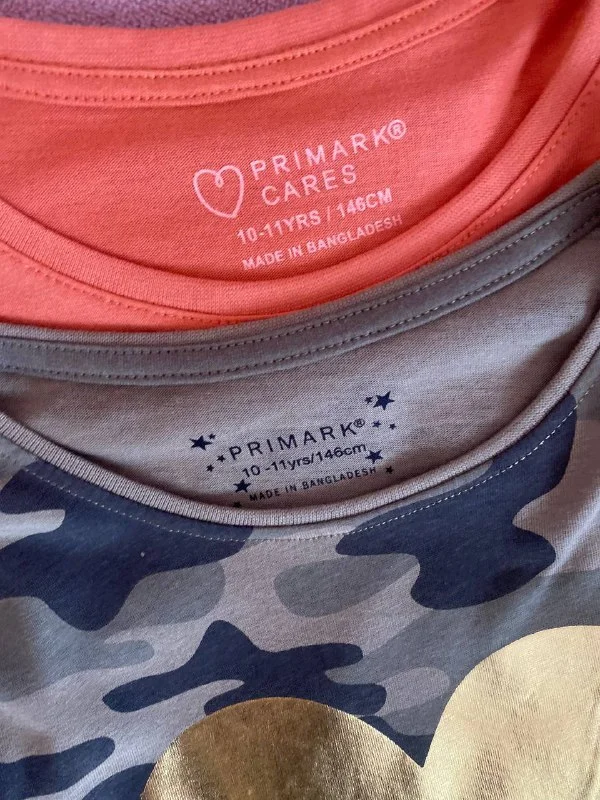 PRIMARK®
CARES
10-11YRS / 146CM
MADE IN BANGLADESH
PRIMARK®
10 -11yrs/146cm
MADE IN BANGLADESH